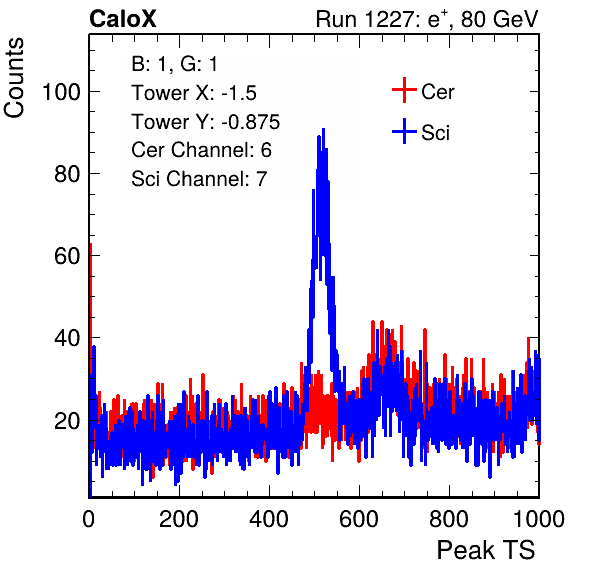 CaloX Run 1227: e+, 80 GeV
Counts
B: 1, G: 1
Tower X: -1.5
Tower Y: -0.875
Cer Channel: 6
Sci Channel: 7
Cer
Sci
100
80
60
40
20
0 200 400 600 800 1000
Peak TS